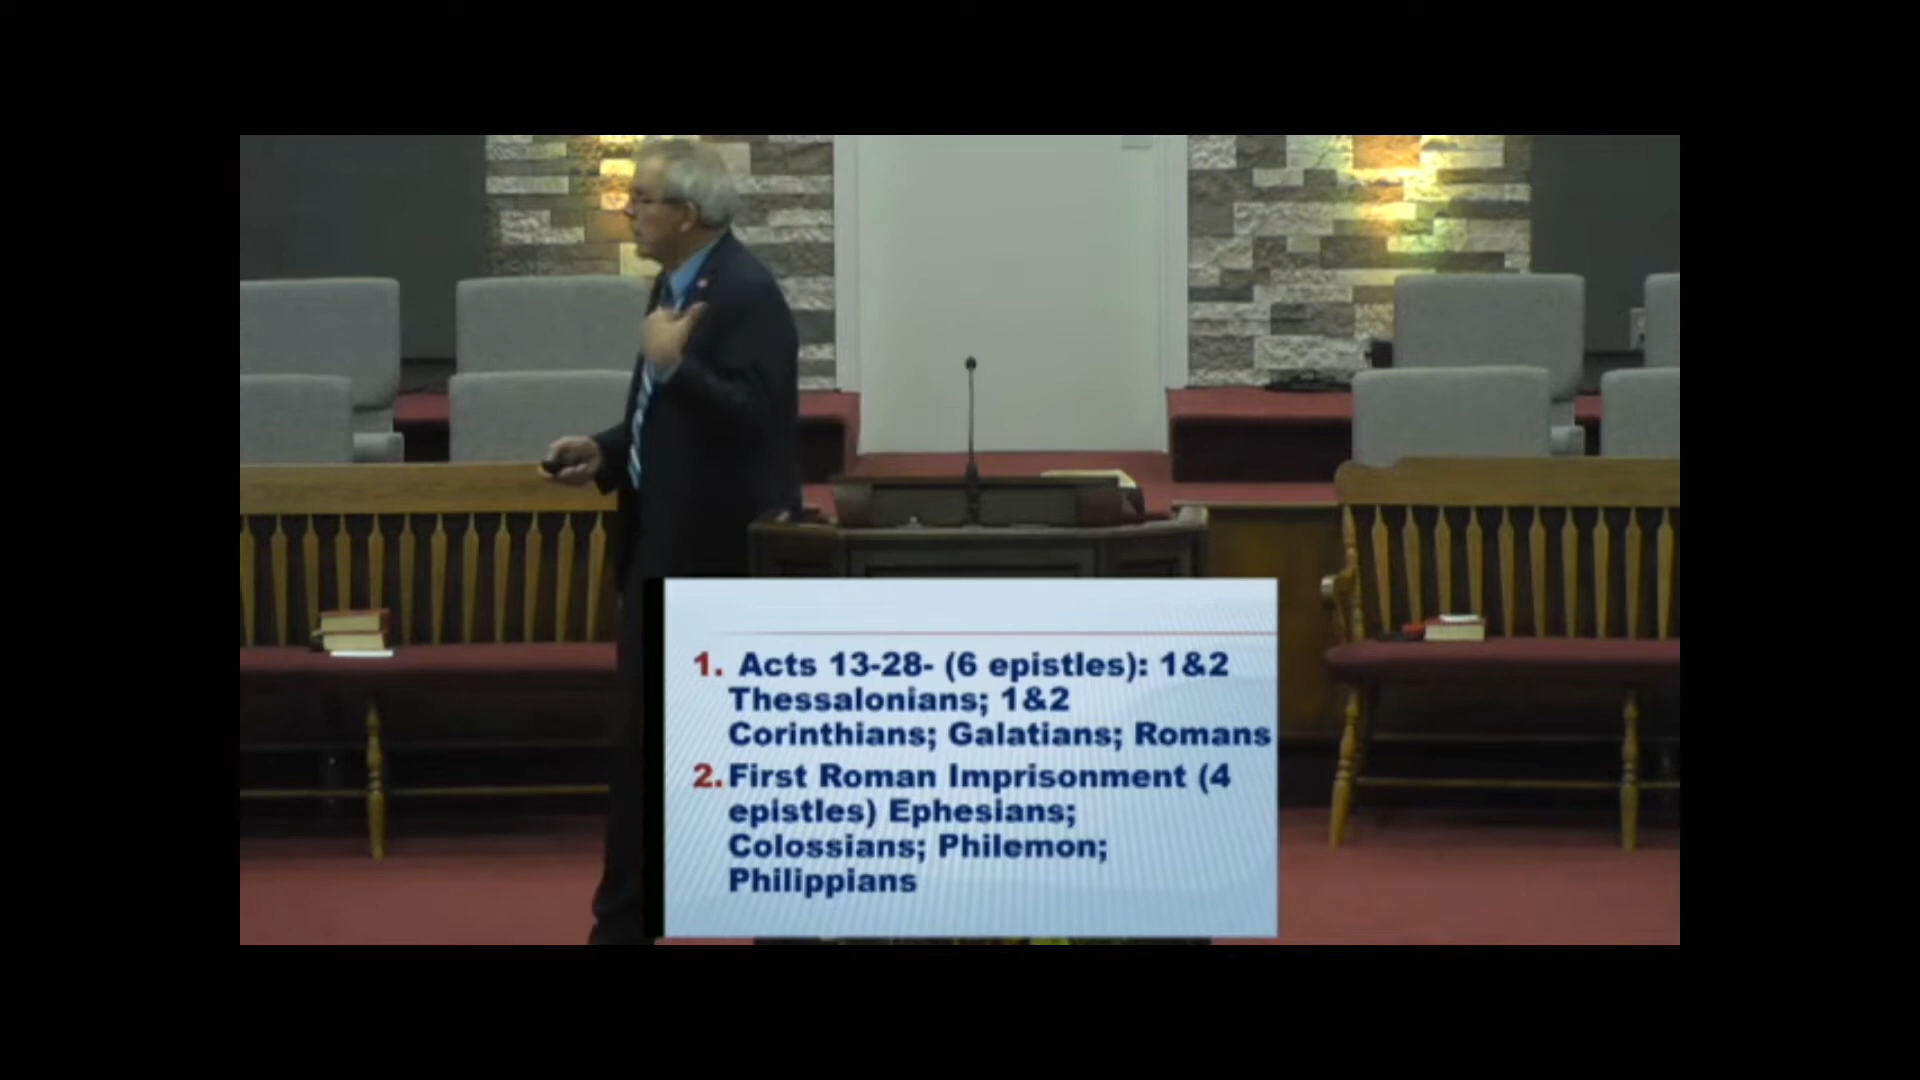 1. Acts 13-28- (6 epistles): 1&2
Thessalonians; 1&2
Corinthians; Galatians; Romans
2. First Roman Imprisonment (4
epistles) Ephesians;
Colossians; Philemon;
Philippians